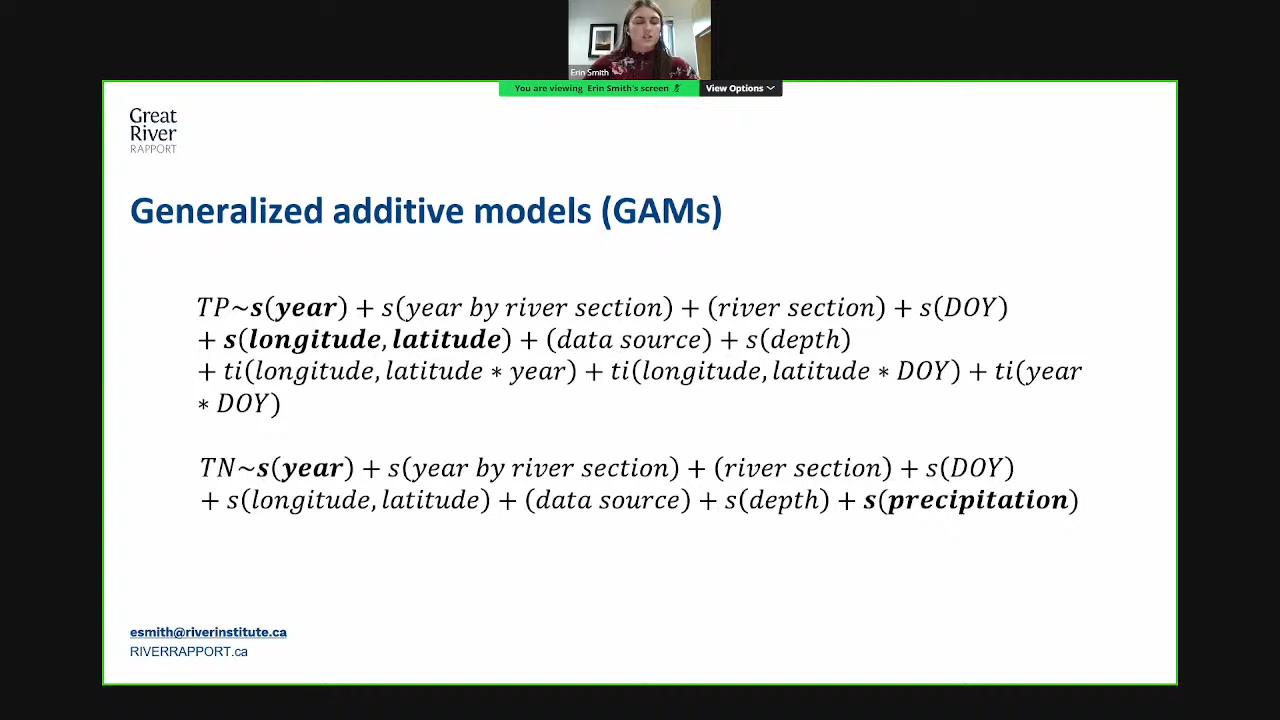 Erin Smith
You are viewing Erin Smith's screen
View Options
Great
River
RAPPORT
Generalized additive models (GAMs)
TP~s(year) + s(year by river section) + (river section) + s(DOY)
+ s(longitude, latitude) + (data source) + s(depth)
+ ti(longitude, latitude * year) + ti(longitude, latitude * DOY) + ti(year
* DOY)
TN~s(year) + s(year by river section) + (river section) + s(DOY)
+ s(longitude, latitude) + (data source) + s(depth) + s(precipitation)
esmith@riverinstitute.ca
RIVERRAPPORT.ca